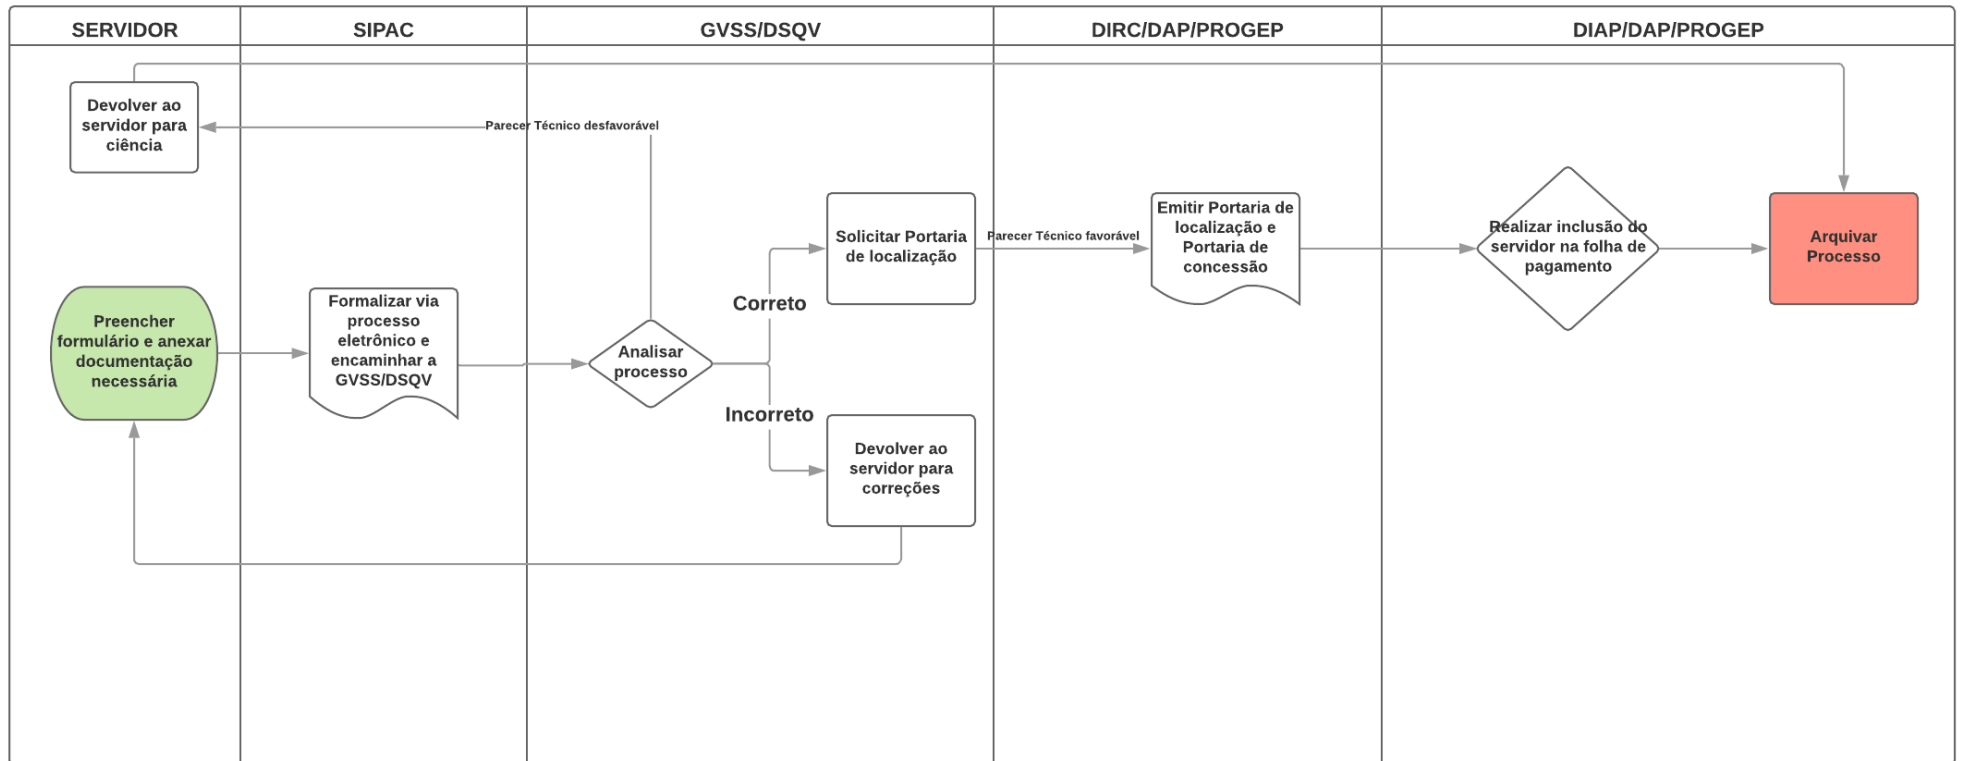 SERVIDOR
SIPAC
GVSS/DSQV
DIRC/DAP/PROGEP
DIAP/DAP/PROGEP
Devolver ao
servidor para
ciência
Parecer Técnico desfavorável
Preencher
formulário e anexar
documentação
necessária
Formalizar via
processo
eletrônico e
encaminhar a
GVSS/DSQV
Analisar
processo
Correto
Incorreto
Solicitar Portaria
de localização
Devolver ao
servidor para
correções
Parecer Técnico favorável
Emitir Portaria de
localização e
Portaria de
concessão
Realizar inclusão do
servidor na folha de
pagamento
Arquivar
Processo